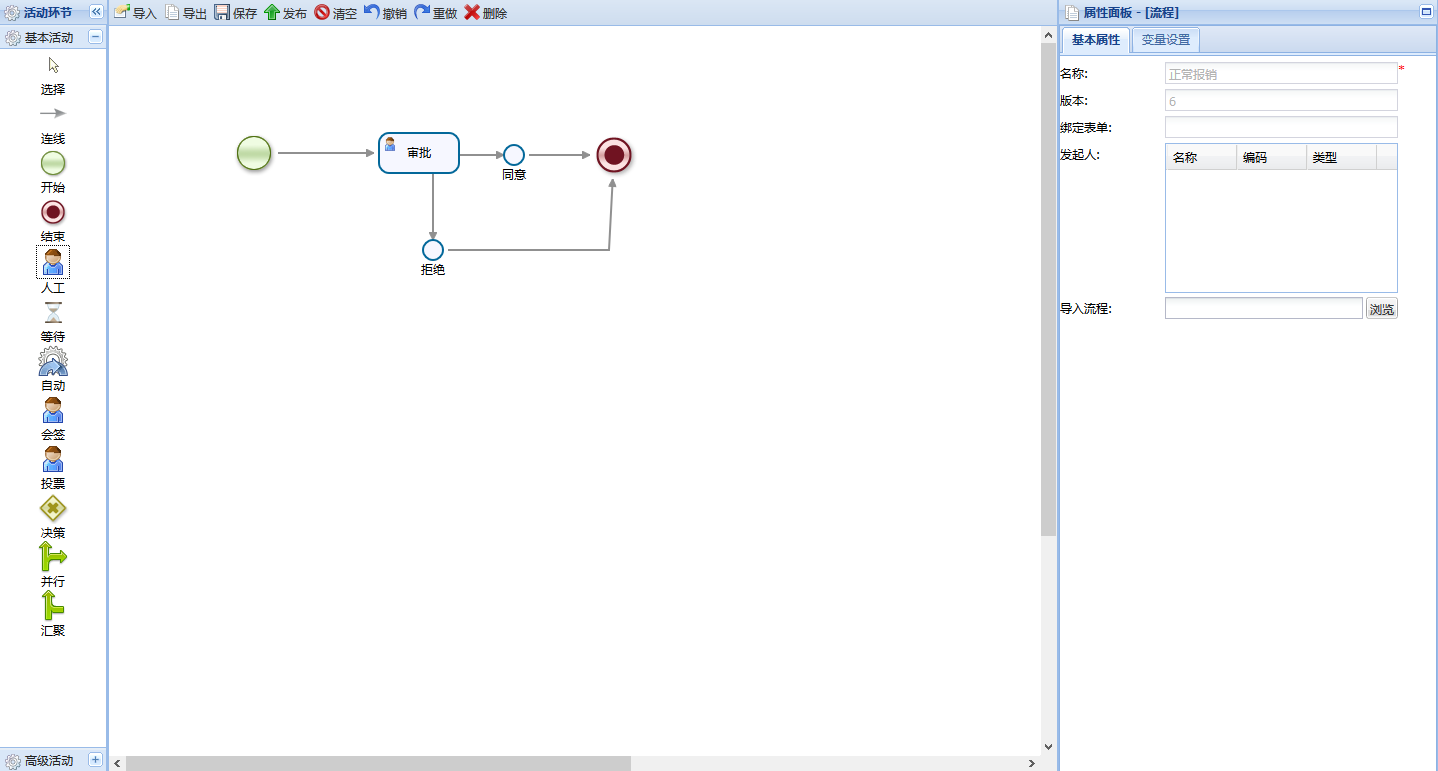 活动环节
基本活动
选择
连线
开始
结束
人工
等待
自动
会签
投票
决策
并行
汇聚
高级活动
导入 导出 保存 发布 清空 撤销 重做 删除
审批
同意
拒绝
属性面板 - [流程]
基本属性 变量设置
名称: 正常报销 *
版本: 6
绑定表单:
发起人: 名称 编码 类型
导入流程: 浏览